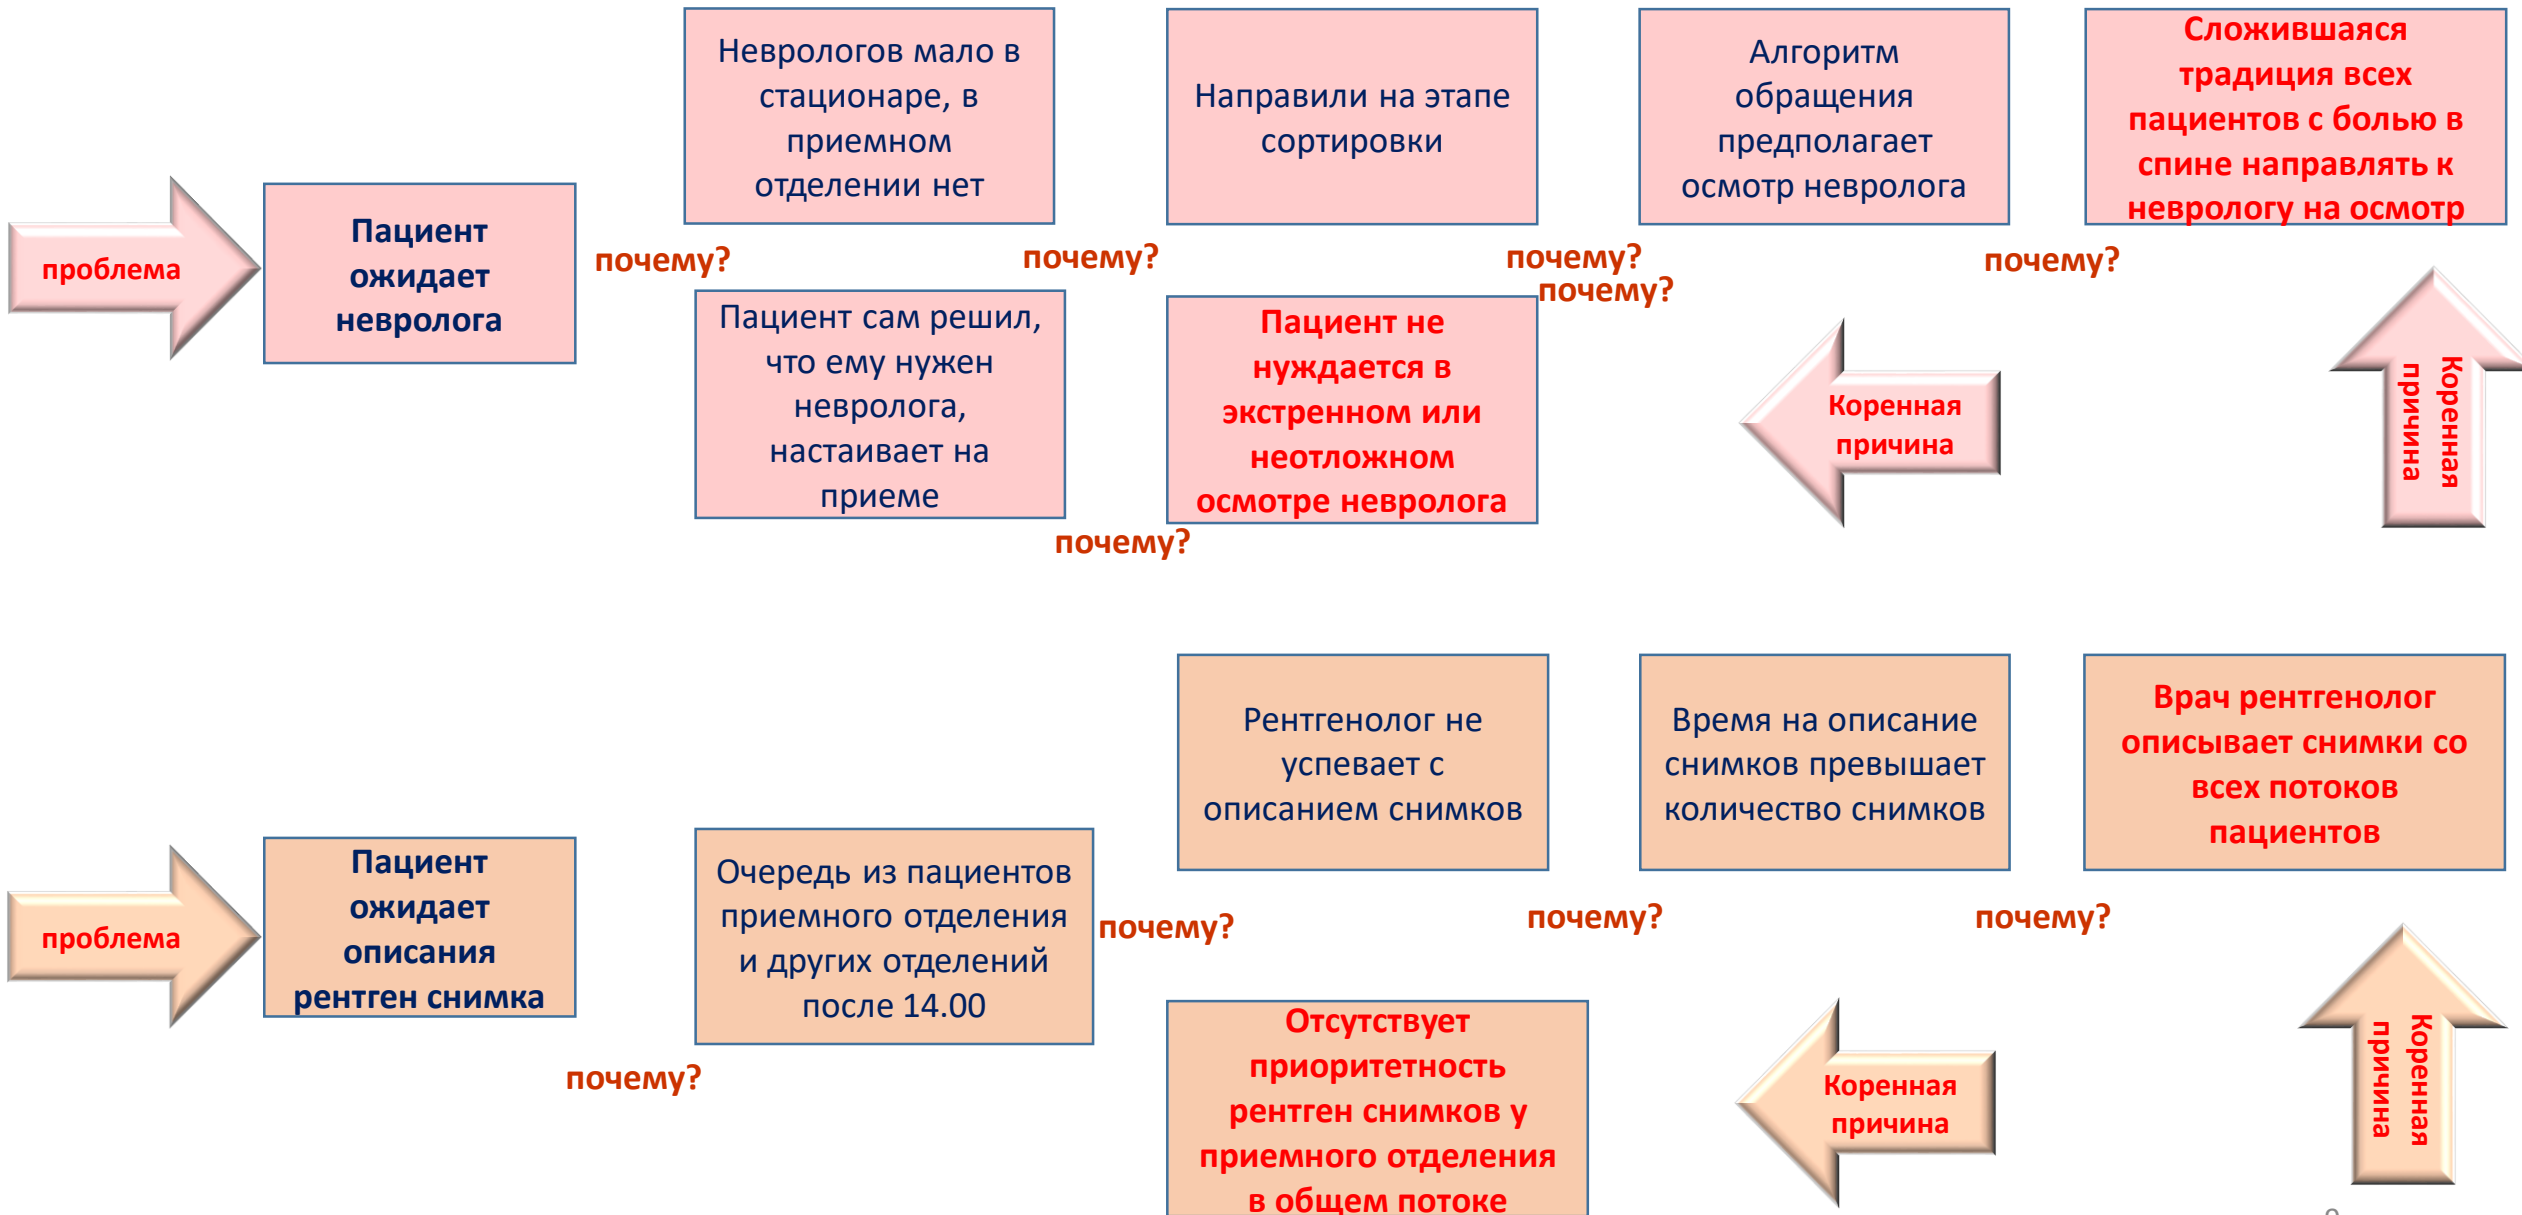 проблема
Пациент
ожидает
невролога
почему?
Неврологов мало в
стационаре, в
приемном
отделении нет
почему?
Направили на этапе
сортировки
почему?
Алгоритм
обращения
предполагает
осмотр невролога
почему?
Сложившаяся
традиция всех
пациентов с болью в
спине направлять к
неврологу на осмотр
Коренная
причина
Пациент сам решил,
что ему нужен
невролога,
настаивает на
приеме
почему?
Пациент не
нуждается в
экстренном или
неотложном
осмотре невролога
почему?
Коренная
причина
проблема
Пациент
ожидает
описания
рентген снимка
почему?
Очередь из пациентов
приемного отделения
и других отделений
после 14.00
почему?
Рентгенолог не
успевает с
описанием снимков
почему?
Время на описание
снимков превышает
количество снимков
почему?
Врач рентгенолог
описывает снимки со
всех потоков
пациентов
Коренная
причина
Отсутствует
приоритетность
рентген снимков у
приемного отделения
в общем потоке
Коренная
причина